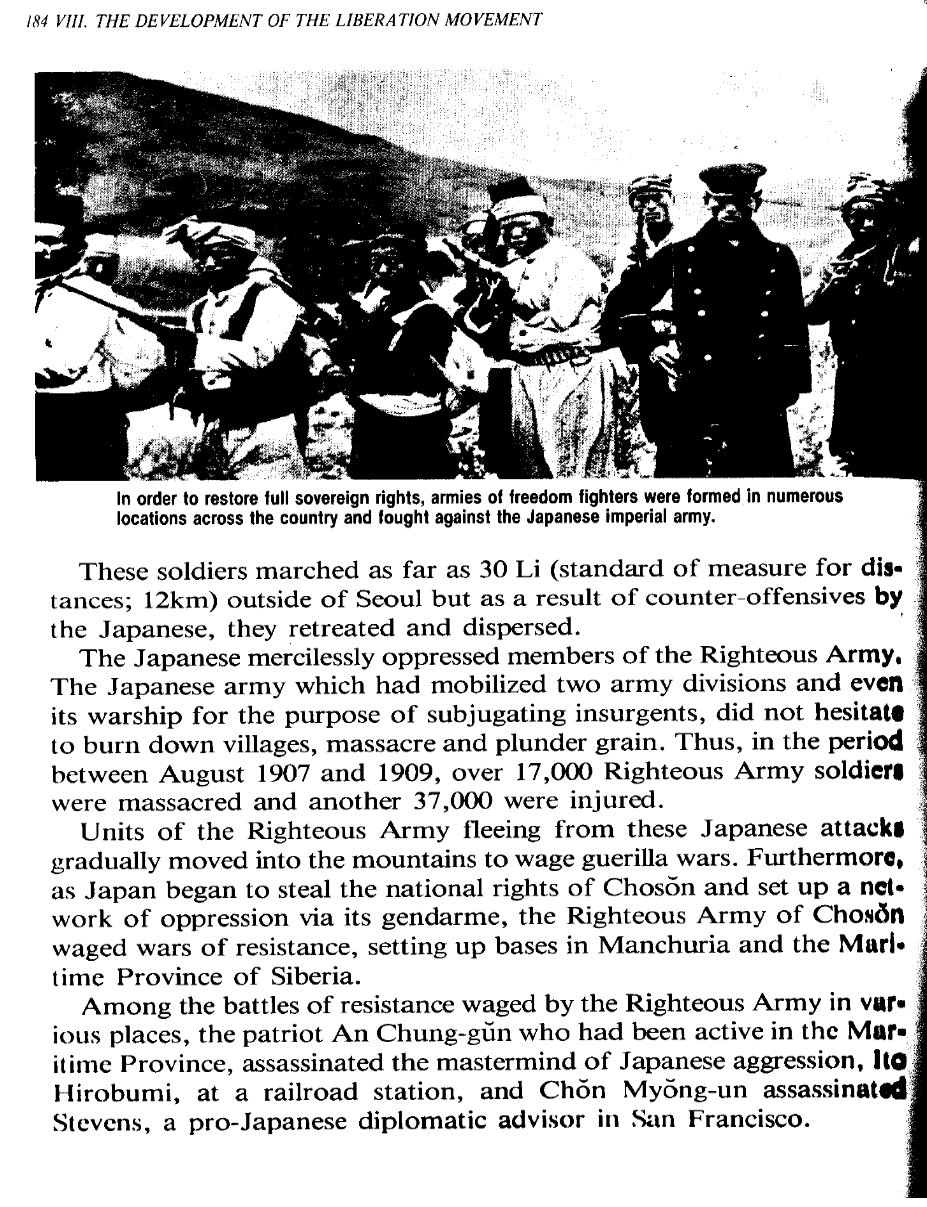 184 VIII. THE DEVELOPMENT OF THE LIBERATION MOVEMENT
In order to restore full sovereign rights, armies of freedom fighters were formed in numerous
locations across the country and fought against the Japanese imperial army.
These soldiers marched as far as 30 Li (standard of measure for dis-
tances; 12km) outside of Seoul but as a result of counter-offensives by
the Japanese, they retreated and dispersed.
The Japanese mercilessly oppressed members of the Righteous Army.
The Japanese army which had mobilized two army divisions and even
its warship for the purpose of subjugating insurgents, did not hesitate
to burn down villages, massacre and plunder grain. Thus, in the period
between August 1907 and 1909, over 17,000 Righteous Army soldiers
were massacred and another 37,000 were injured.
Units of the Righteous Army fleeing from these Japanese attacks
gradually moved into the mountains to wage guerilla wars. Furthermore,
as Japan began to steal the national rights of Chosŏn and set up a net-
work of oppression via its gendarme, the Righteous Army of Chosŏn
waged wars of resistance, setting up bases in Manchuria and the Mari-
time Province of Siberia.
Among the battles of resistance waged by the Righteous Army in var-
ious places, the patriot An Chung-gŭn who had been active in the Mar-
itime Province, assassinated the mastermind of Japanese aggression, Ito
Hirobumi, at a railroad station, and Chŏn Myŏng-un assassinated
Stevens, a pro-Japanese diplomatic advisor in San Francisco.